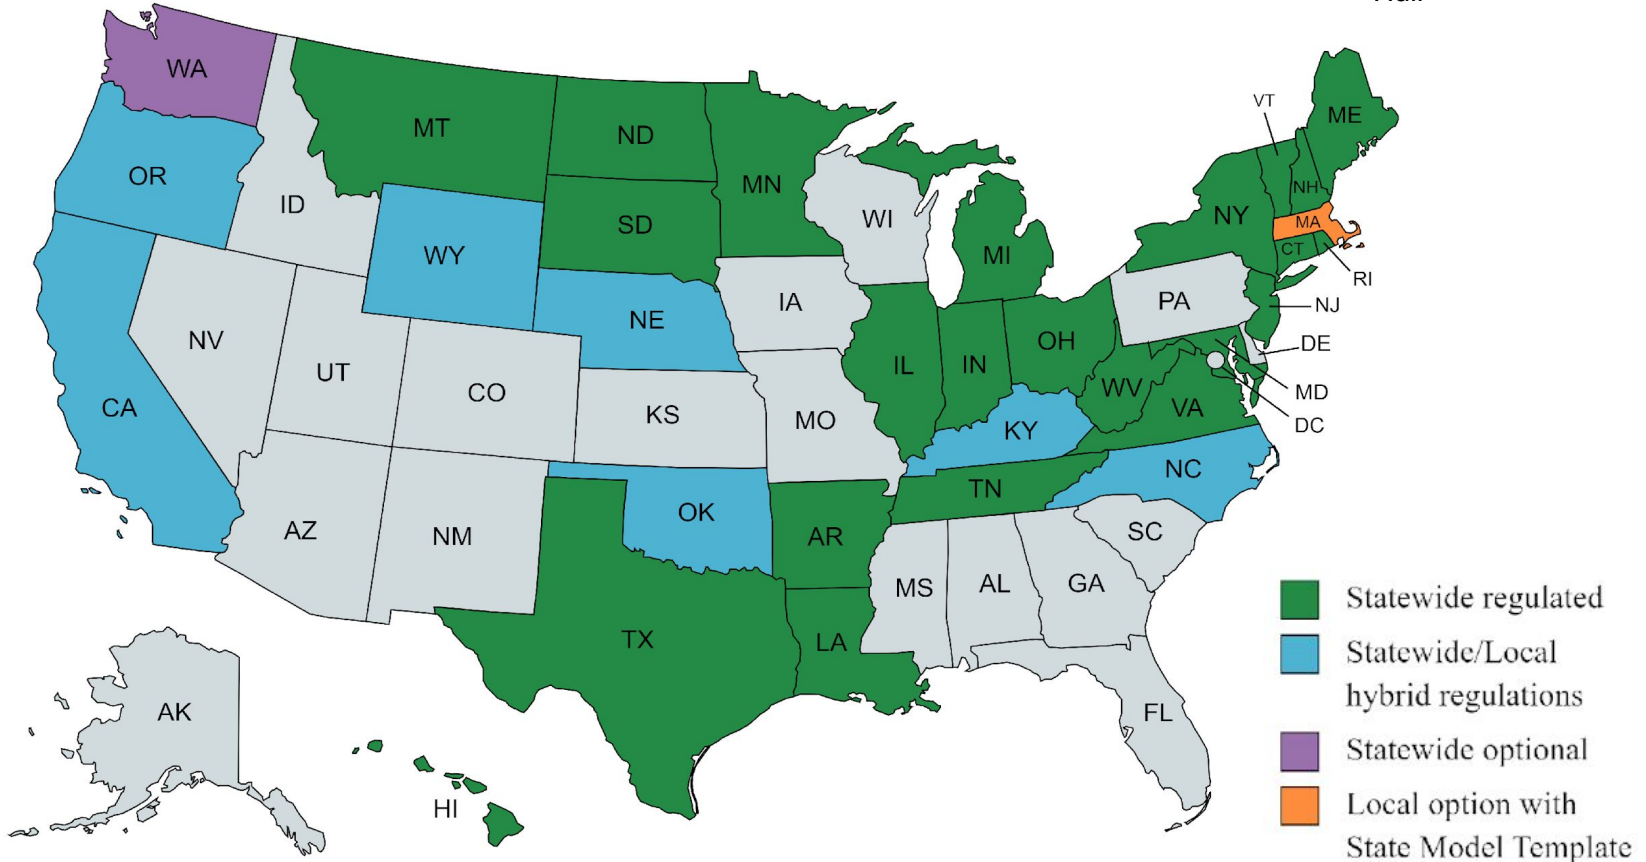 WA
MT
ND
MN
ME
VT
OR
ID
SD
WI
NH
NY
MA
WY
MI
CT
RI
IA
PA
NJ
NE
NV
OH
DE
UT
CO
IL
IN
WV
MD
CA
KS
MO
VA
DC
KY
NC
TN
OK
AZ
NM
AR
SC
MS
AL
GA
TX
LA
AK
FL
HI
Statewide regulated
Statewide/Local
hybrid regulations
Statewide optional
Local option with
State Model Template